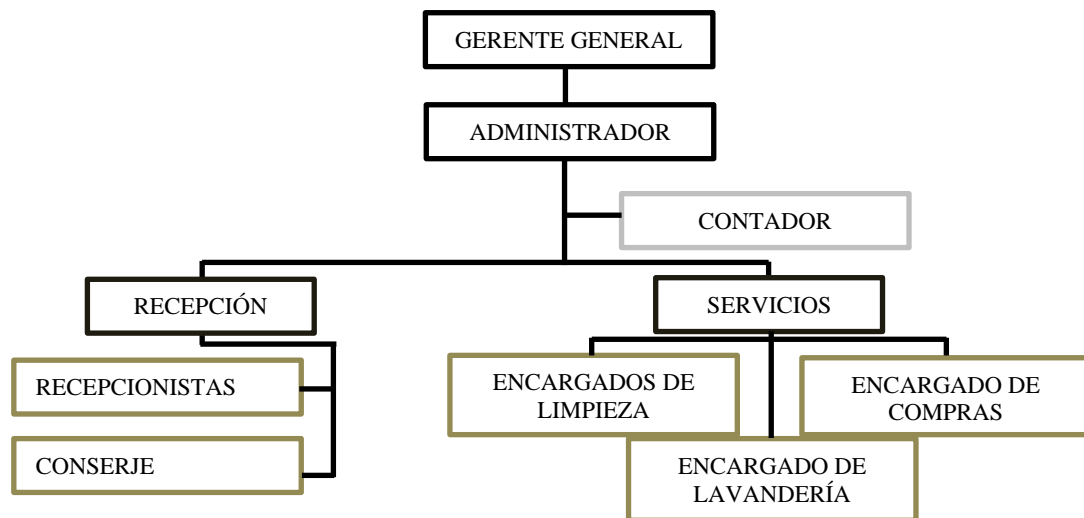 GERENTE GENERAL
ADMINISTRADOR
CONTADOR
RECEPCIÓN
SERVICIOS
RECEPCIONISTAS
CONSERJE
ENCARGADOS DE
LIMPIEZA
ENCARGADO DE
LAVANDERÍA
ENCARGADO DE
COMPRAS